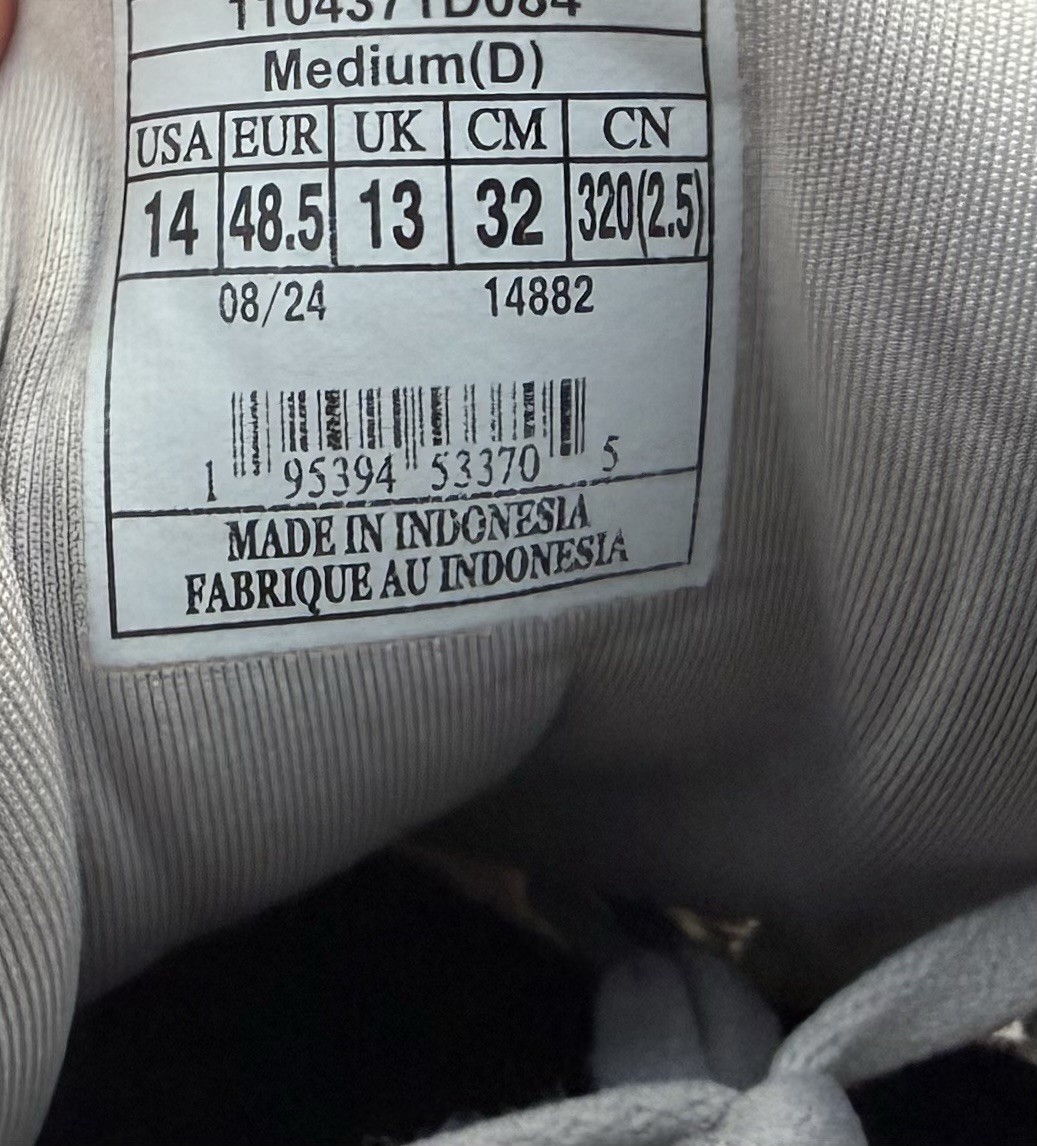 1104371D084
Medium(D)
USA EUR UK CM CN
14 48.5 13 32 320(2.5)
08/24 14882
1 95394 53370 5
MADE IN INDONESIA
FABRIQUE AU INDONESIA